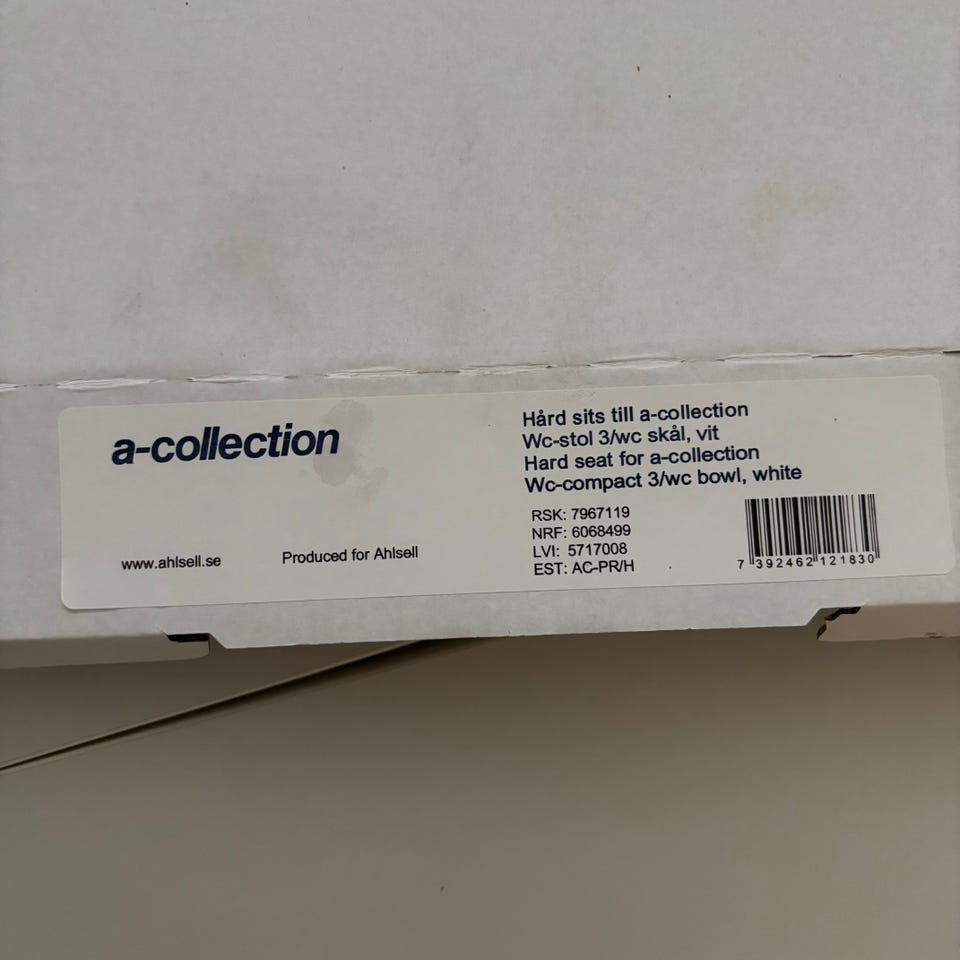 a-collection
www.ahlsell.se
Produced for Ahlsell
Hård sits till a-collection
Wc-stol 3/wc skål, vit
Hard seat for a-collection
Wc-compact 3/wc bowl, white
RSK: 7967119
NRF: 6068499
LVI: 5717008
EST: AC-PR/H
7 392462 121830